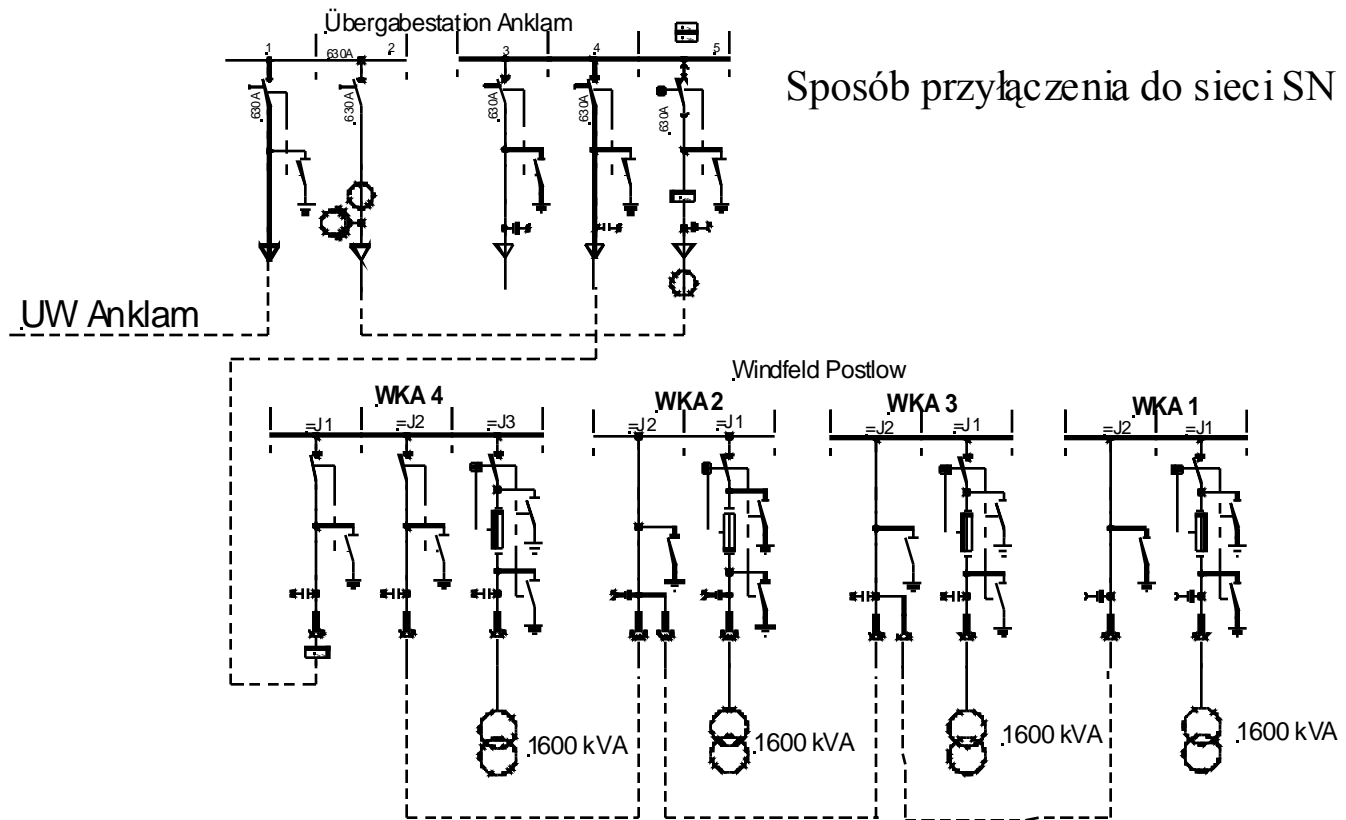 Übergabestation Anklam
1 630A 2 3 4 5
Sposób przyłączenia do sieci SN
630A 630A 630A 630A 630A
UW Anklam
Windfeld Postlow
WKA 4 WKA 2 WKA 3 WKA 1
=J1 =J2 =J3 =J2 =J1 =J2 =J1 =J2 =J1
1600 kVA 1600 kVA 1600 kVA 1600 kVA